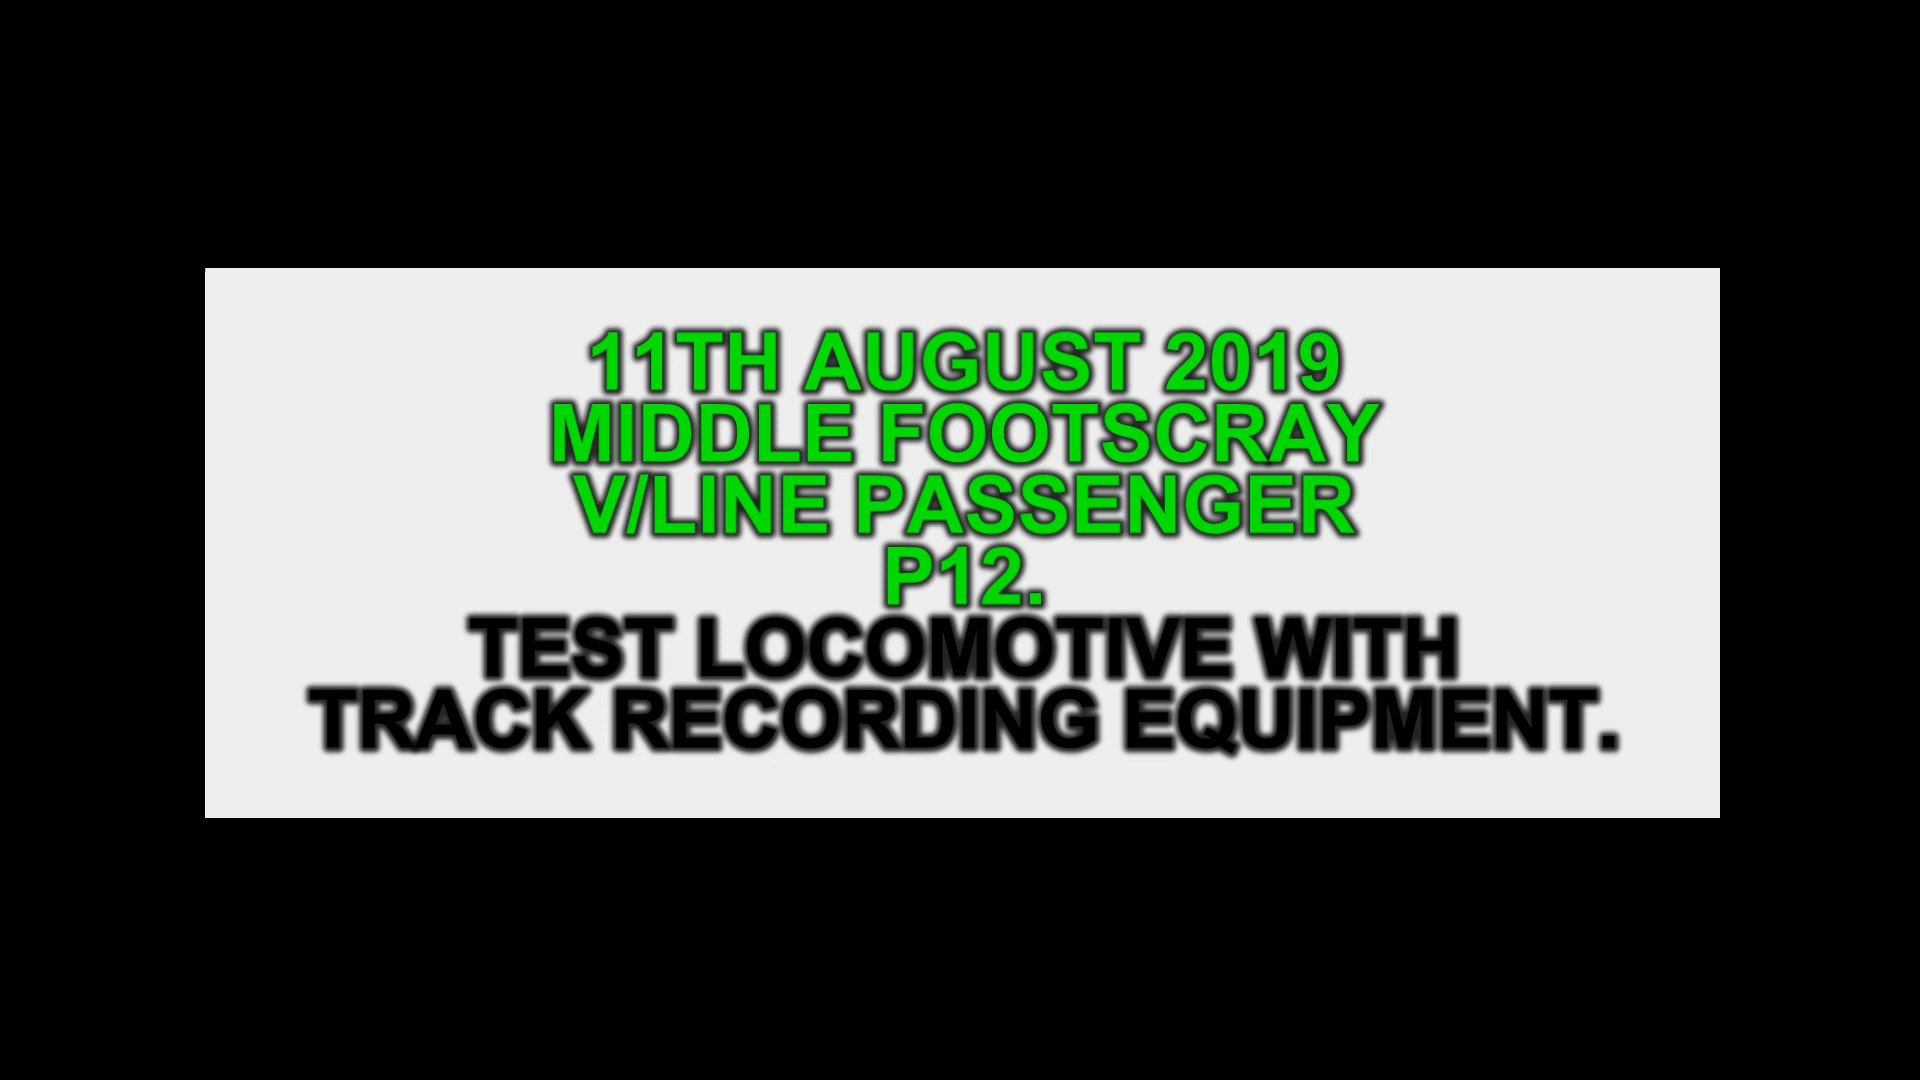 11TH AUGUST 2019
MIDDLE FOOTSCRAY
V/LINE PASSENGER
P12.
TEST LOCOMOTIVE WITH
TRACK RECORDING EQUIPMENT.